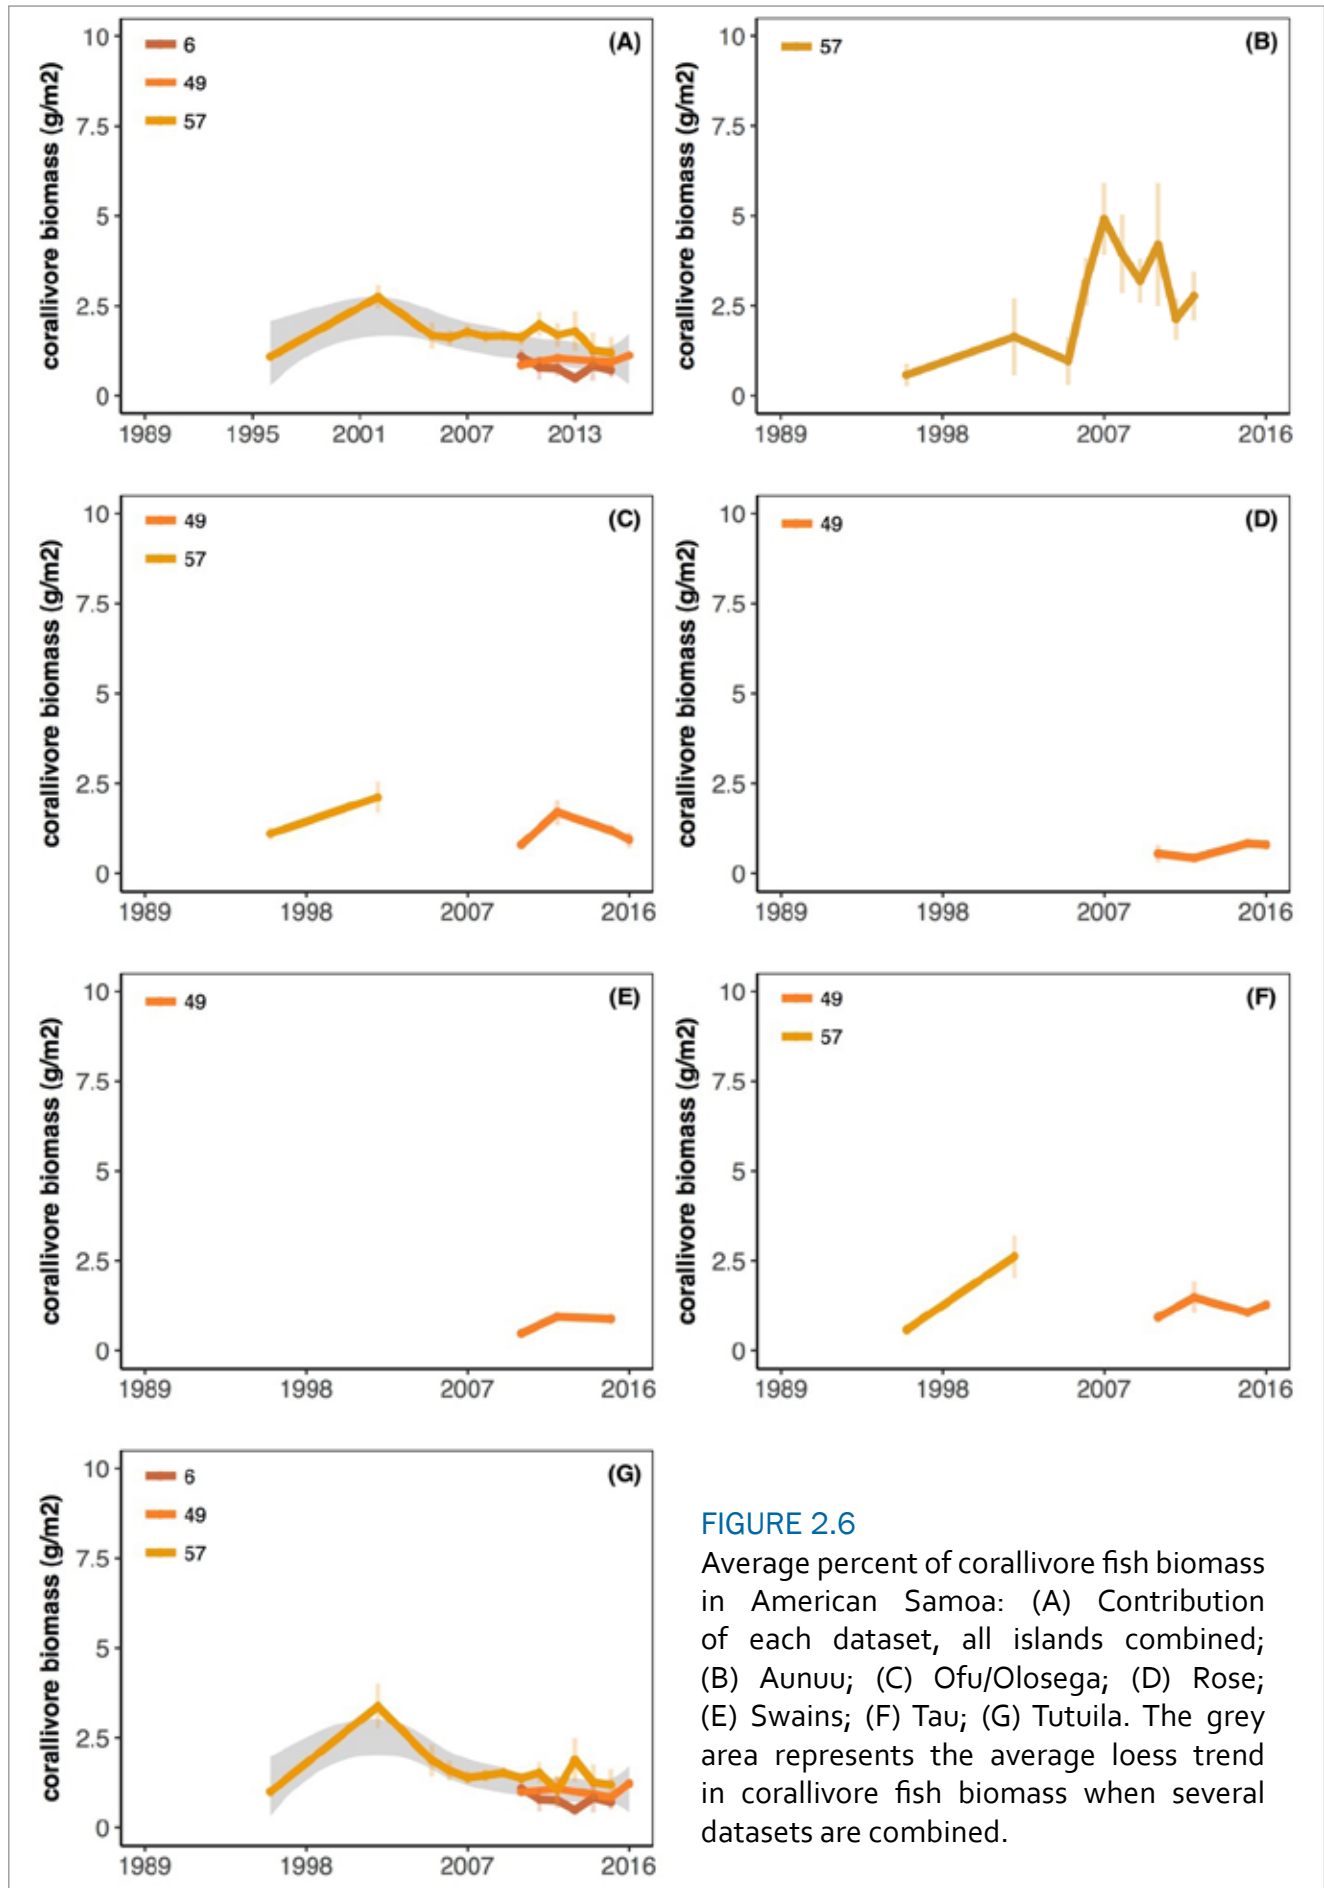 10
7.5
5
2.5
0
corallivore biomass (g/m2)
6
49
57
(A)
1989 1995 2001 2007 2013
10
7.5
5
2.5
0
corallivore biomass (g/m2)
57
(B)
1989 1998 2007 2016
10
7.5
5
2.5
0
corallivore biomass (g/m2)
49
57
(C)
1989 1998 2007 2016
10
7.5
5
2.5
0
corallivore biomass (g/m2)
49
(D)
1989 1998 2007 2016
10
7.5
5
2.5
0
corallivore biomass (g/m2)
49
(E)
1989 1998 2007 2016
10
7.5
5
2.5
0
corallivore biomass (g/m2)
49
57
(F)
1989 1998 2007 2016
10
7.5
5
2.5
0
corallivore biomass (g/m2)
6
49
57
(G)
1989 1998 2007 2016
FIGURE 2.6
Average percent of corallivore fish biomass
in American Samoa: (A) Contribution
of each dataset, all islands combined;
(B) Aunuu; (C) Ofu/Olosega; (D) Rose;
(E) Swains; (F) Tau; (G) Tutuila. The grey
area represents the average loess trend
in corallivore fish biomass when several
datasets are combined.